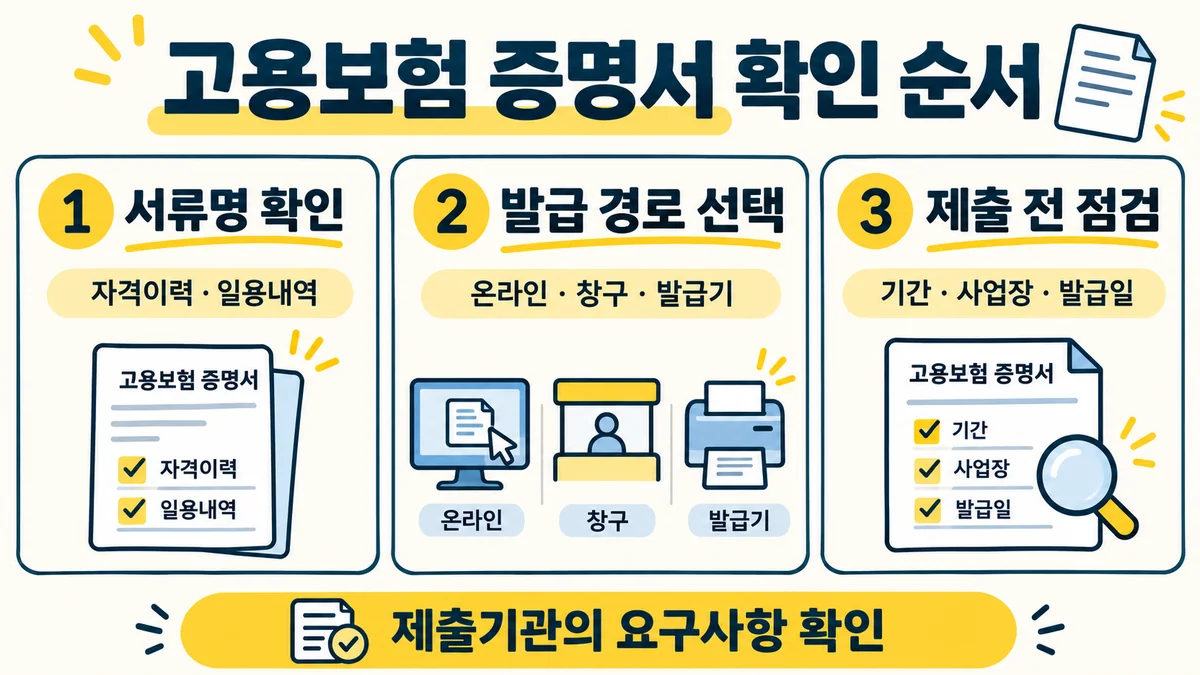 고용보험 증명서 확인 순서
1 서류명 확인
자격이력 · 일용내역
고용보험 증명서
자격이력
일용내역
2 발급 경로 선택
온라인 · 창구 · 발급기
온라인
창구
발급기
3 제출 전 점검
기간 · 사업장 · 발급일
고용보험 증명서
기간
사업장
발급일
제출기관의 요구사항 확인